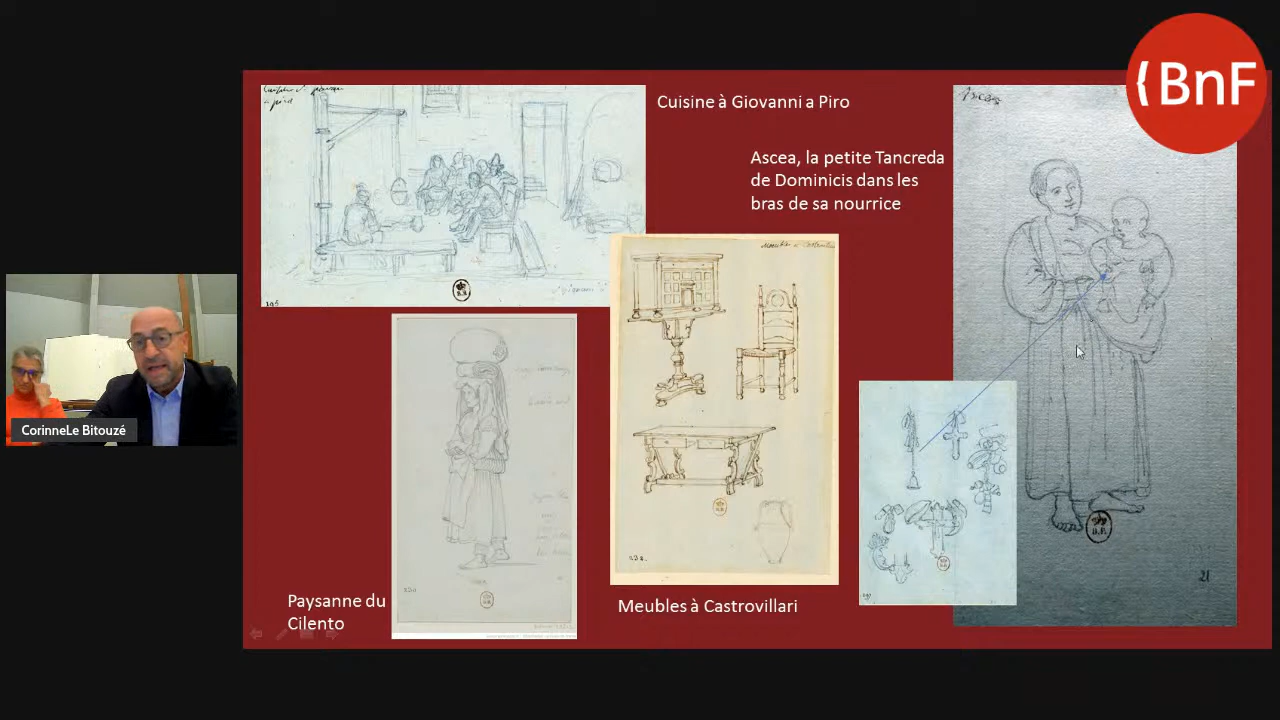 BnF
Cuisine à Giovanni a Piro
Ascea, la petite Tancreda
de Dominicis dans les
bras de sa nourrice
CorinneLe Bitouzé
Paysanne du
Cilento
Meubles à Castrovillari
21